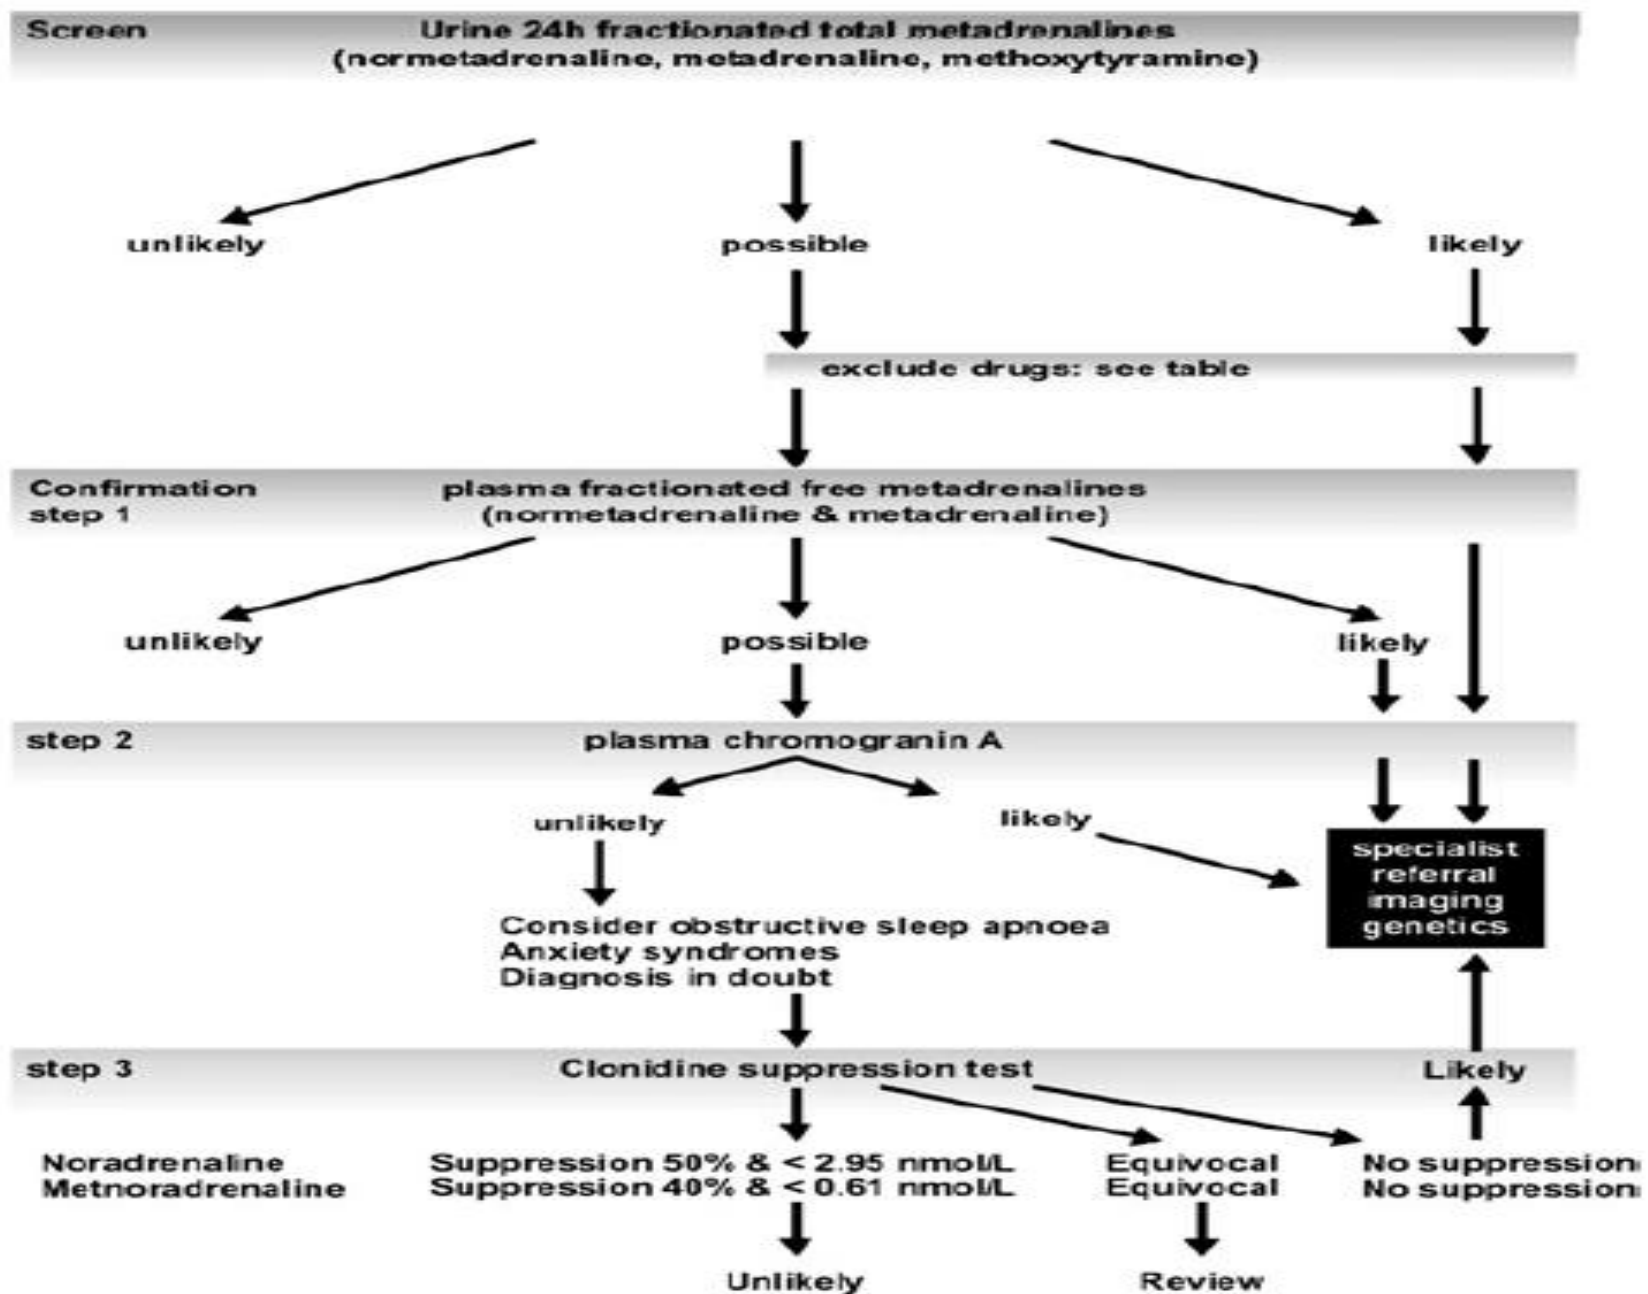 Screen
Urine 24h fractionated total metadrenalines
(normetadrenaline, metadrenaline, methoxytyramine)
unlikely
possible
likely
exclude drugs: see table
Confirmation
step 1
plasma fractionated free metadrenalines
(normetadrenaline & metadrenaline)
unlikely
possible
likely
step 2
plasma chromogranin A
unlikely
likely
specialist
referral
imaging
genetics
Consider obstructive sleep apnoea
Anxiety syndromes
Diagnosis in doubt
step 3
Clonidine suppression test
Likely
Noradrenaline
Suppression 50% & < 2.95 nmol/L
Equivocal
No suppression
Metnoradrenaline
Suppression 40% & < 0.61 nmol/L
Equivocal
No suppression
Unlikely
Review